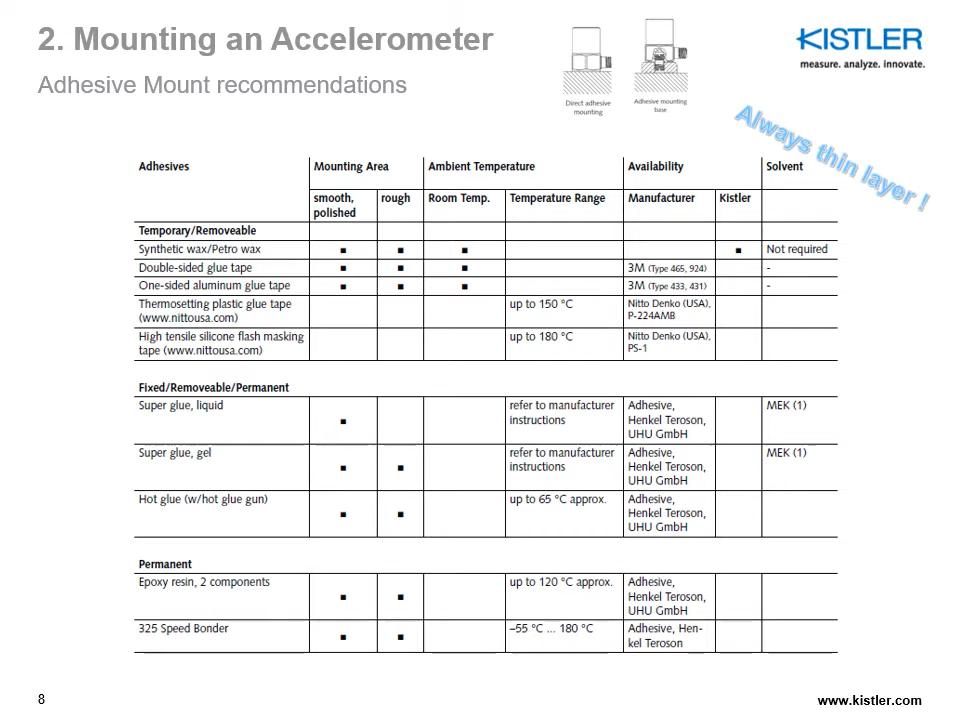 2. Mounting an Accelerometer
Adhesive Mount recommendations
Direct adhesive
mounting
Adhesive mounting
base
KISTLER
measure. analyze. innovate.
Always thin layer !
Adhesives Mounting Area Ambient Temperature Availability Solvent
smooth, polished rough Room Temp. Temperature Range Manufacturer Kistler
Temporary/Removeable
Synthetic wax/Petro wax ■ ■ ■ ■ Not required
Double-sided glue tape ■ ■ ■ 3M (Type 465, 924) -
One-sided aluminum glue tape ■ ■ ■ 3M (Type 433, 431) -
Thermosetting plastic glue tape up to 150 °C Nitto Denko (USA),
(www.nittousa.com) P-224AMB
High tensile silicone flash masking up to 180 °C Nitto Denko (USA),
tape (www.nittousa.com) PS-1
Fixed/Removeable/Permanent
Super glue, liquid ■ refer to manufacturer Adhesive, MEK (1)
instructions Henkel Teroson,
UHU GmbH
Super glue, gel ■ ■ refer to manufacturer Adhesive, MEK (1)
instructions Henkel Teroson,
UHU GmbH
Hot glue (w/hot glue gun) ■ ■ up to 65 °C approx. Adhesive,
Henkel Teroson,
UHU GmbH
Permanent
Epoxy resin, 2 components ■ ■ up to 120 °C approx. Adhesive,
Henkel Teroson,
UHU GmbH
325 Speed Bonder ■ ■ –55 °C ... 180 °C Adhesive, Hen-
kel Teroson
8
www.kistler.com